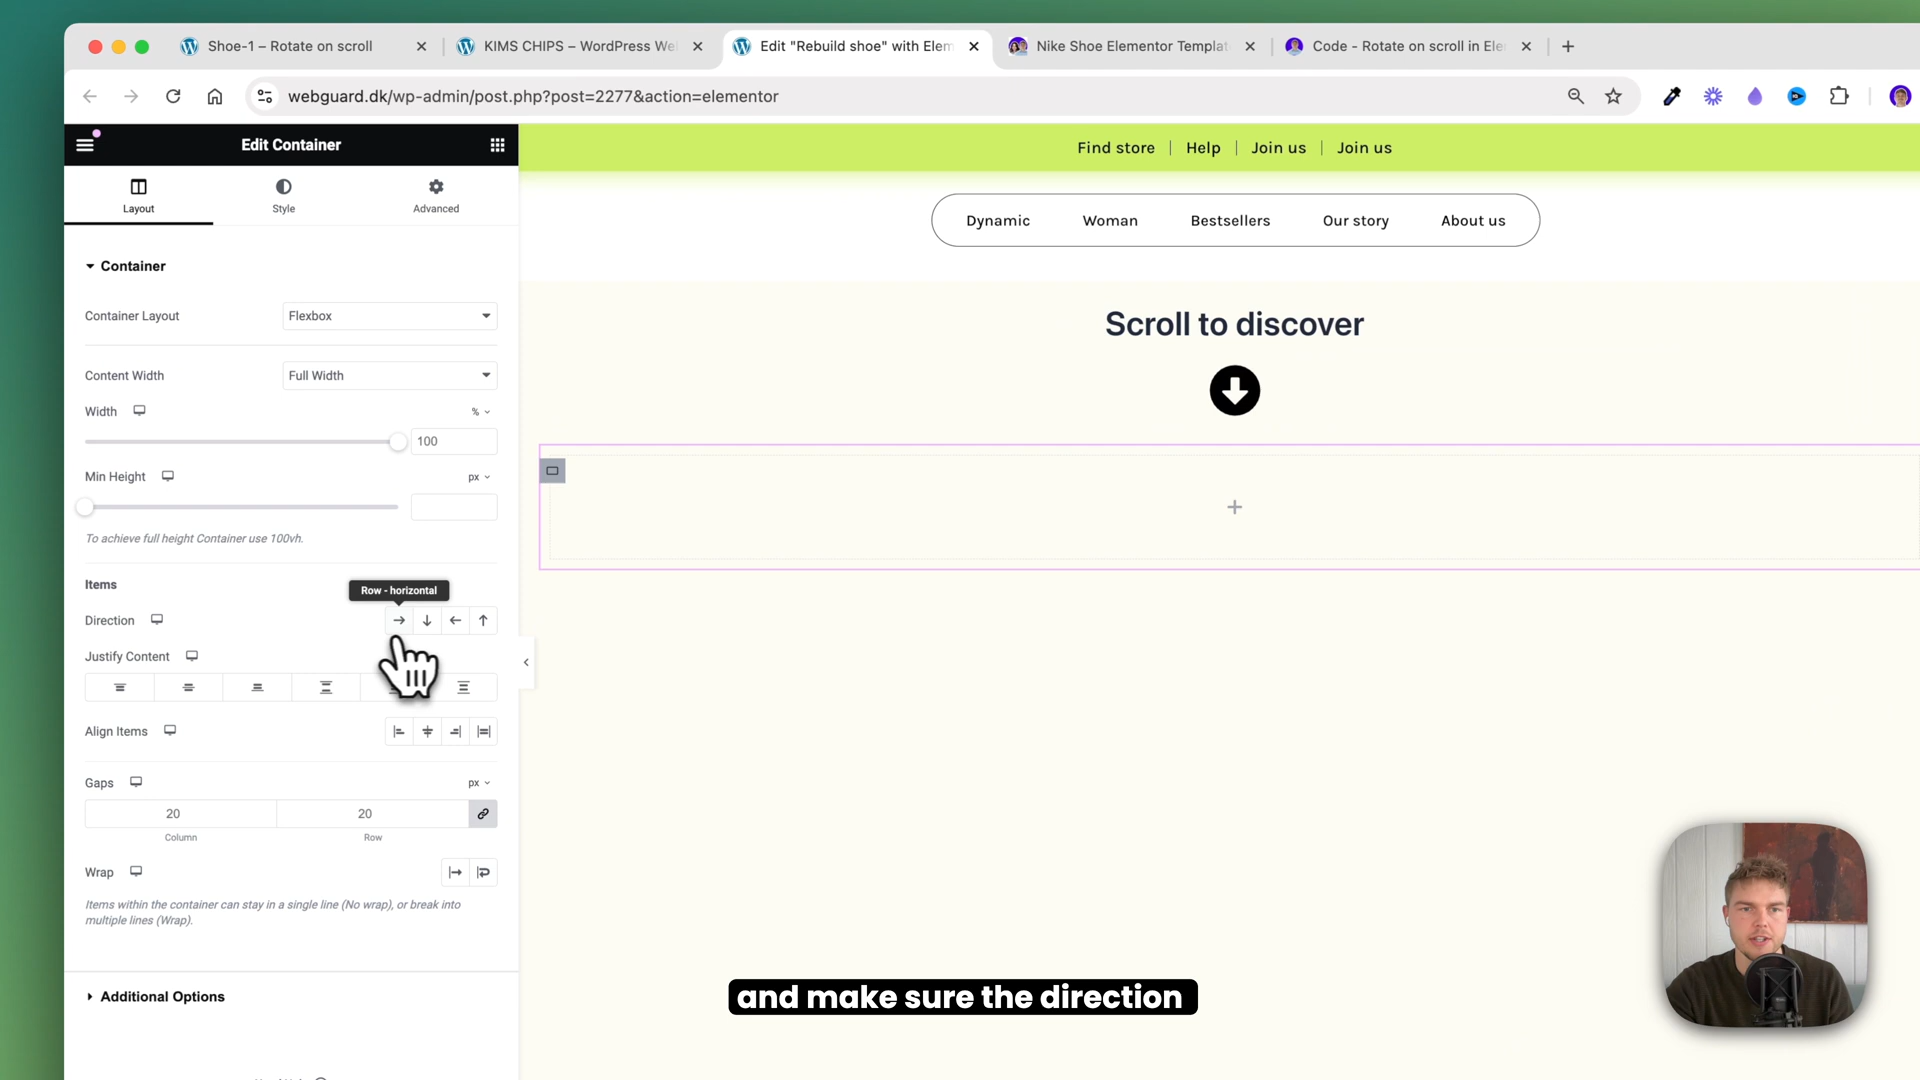 Shoe-1 – Rotate on scroll
KIMS CHIPS – WordPress We
Edit "Rebuild shoe" with Elem
Nike Shoe Elementor Templat
Code - Rotate on scroll in Ele
webguard.dk/wp-admin/post.php?post=2277&action=elementor
Edit Container
Layout
Style
Advanced
Container
Container Layout
Flexbox
Content Width
Full Width
Width
%
100
Min Height
px
To achieve full height Container use 100vh.
Items
Row - horizontal
Direction
Justify Content
Align Items
Gaps
px
20
20
Column
Row
Wrap
Items within the container can stay in a single line (No wrap), or break into
multiple lines (Wrap).
Additional Options
Find store | Help | Join us | Join us
Dynamic
Woman
Bestsellers
Our story
About us
Scroll to discover
and make sure the direction